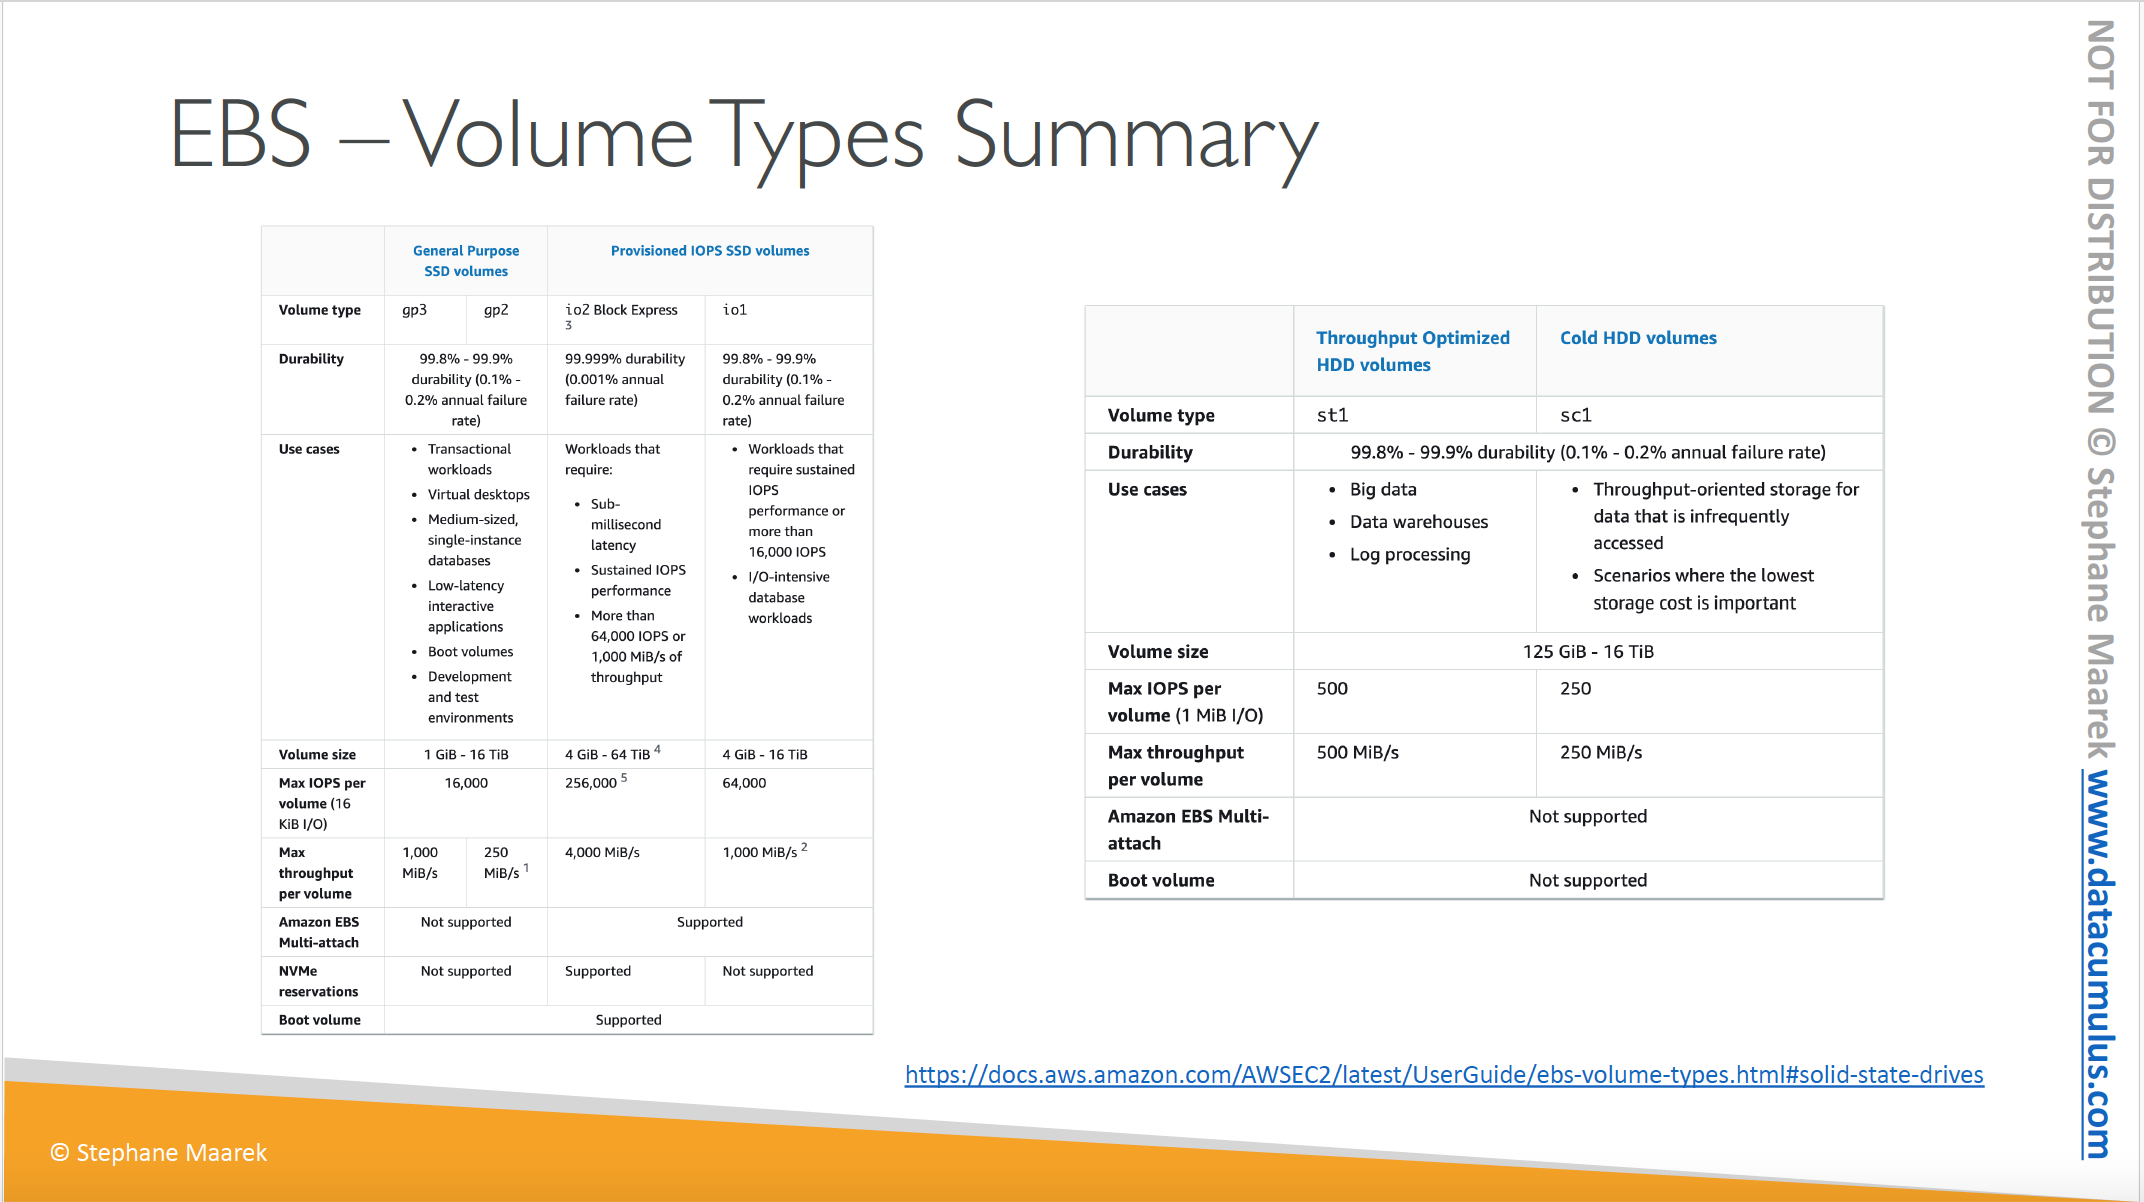 EBS – Volume Types Summary
General Purpose
SSD volumes
Provisioned IOPS SSD volumes
Volume type
gp3
gp2
io2 Block Express
3
io1
Durability
99.8% - 99.9%
durability (0.1% -
0.2% annual failure
rate)
99.999% durability
(0.001% annual
failure rate)
99.8% - 99.9%
durability (0.1% -
0.2% annual failure
rate)
Use cases
• Transactional
workloads
• Virtual desktops
• Medium-sized,
single-instance
databases
• Low-latency
interactive
applications
• Boot volumes
• Development
and test
environments
Workloads that
require:
• Sub-
millisecond
latency
• Sustained IOPS
performance
• More than
64,000 IOPS or
1,000 MiB/s of
throughput
• Workloads that
require sustained
IOPS
performance or
more than
16,000 IOPS
• I/O-intensive
database
workloads
Volume size
1 GiB - 16 TiB
4 GiB - 64 TiB 4
4 GiB - 16 TiB
Max IOPS per
volume (16
KiB I/O)
16,000
256,000 5
64,000
Max
throughput
per volume
1,000
MiB/s
250
MiB/s 1
4,000 MiB/s
1,000 MiB/s 2
Amazon EBS
Multi-attach
Not supported
Supported
NVMe
reservations
Not supported
Supported
Not supported
Boot volume
Supported
Throughput Optimized
HDD volumes
Cold HDD volumes
Volume type
st1
sc1
Durability
99.8% - 99.9% durability (0.1% - 0.2% annual failure rate)
Use cases
• Big data
• Data warehouses
• Log processing
• Throughput-oriented storage for
data that is infrequently
accessed
• Scenarios where the lowest
storage cost is important
Volume size
125 GiB - 16 TiB
Max IOPS per
volume (1 MiB I/O)
500
250
Max throughput
per volume
500 MiB/s
250 MiB/s
Amazon EBS Multi-
attach
Not supported
Boot volume
Not supported
https://docs.aws.amazon.com/AWSEC2/latest/UserGuide/ebs-volume-types.html#solid-state-drives
© Stephane Maarek
NOT FOR DISTRIBUTION © Stephane Maarek www.datacumulus.com